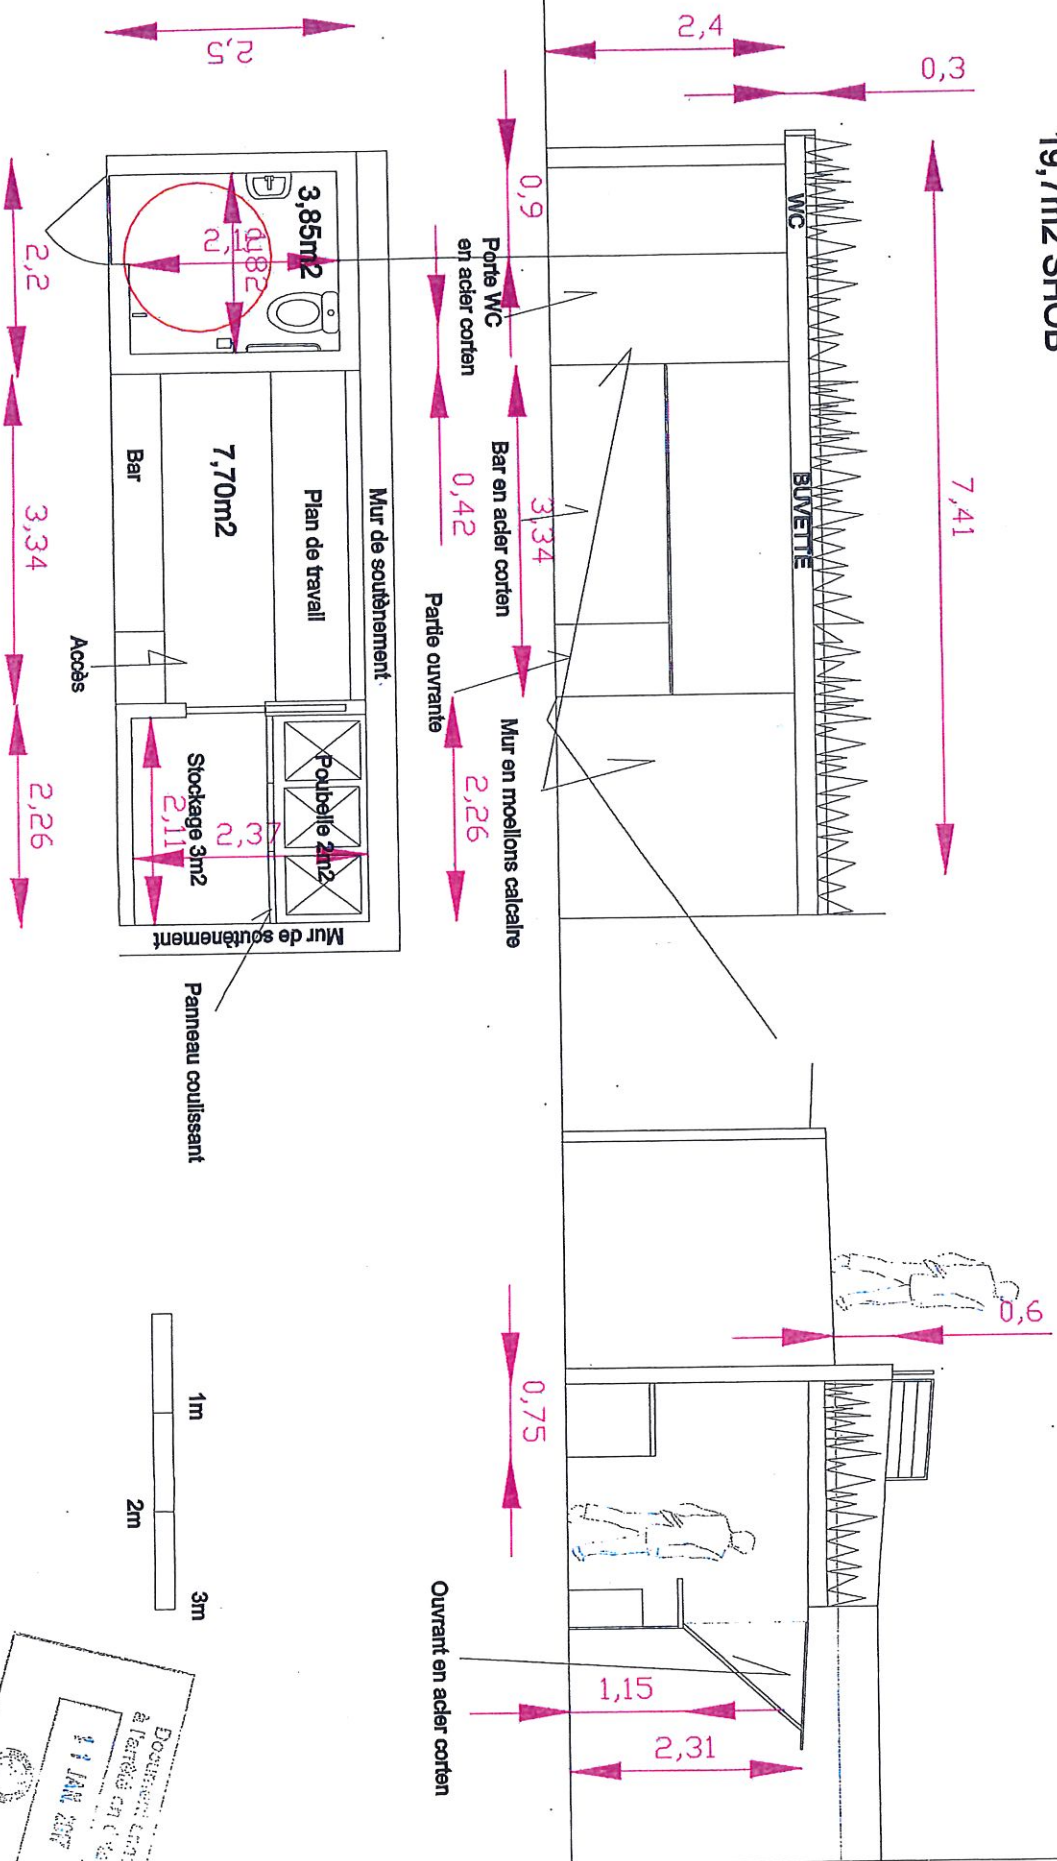 19,7m2 SHOB
7,41
0,3
2,4
WC
BUVETTE
0,9
Porte WC
en acier corten
Bar en acier corten
3,34
0,42
Partie ouvrante
Mur en moellons calcaire
2,26
0,6
0,75
Ouvrant en acier corten
1,15
2,31
2,5
Mur de soutènement
3,85m2
1,82
Plan de travail
7,70m2
Bar
Accès
Poubelle 2m2
Stockage 3m2
2,37
2,11
Mur de soutènement
Panneau coulissant
2,2
3,34
2,26
1m
2m
3m
11 JAN.